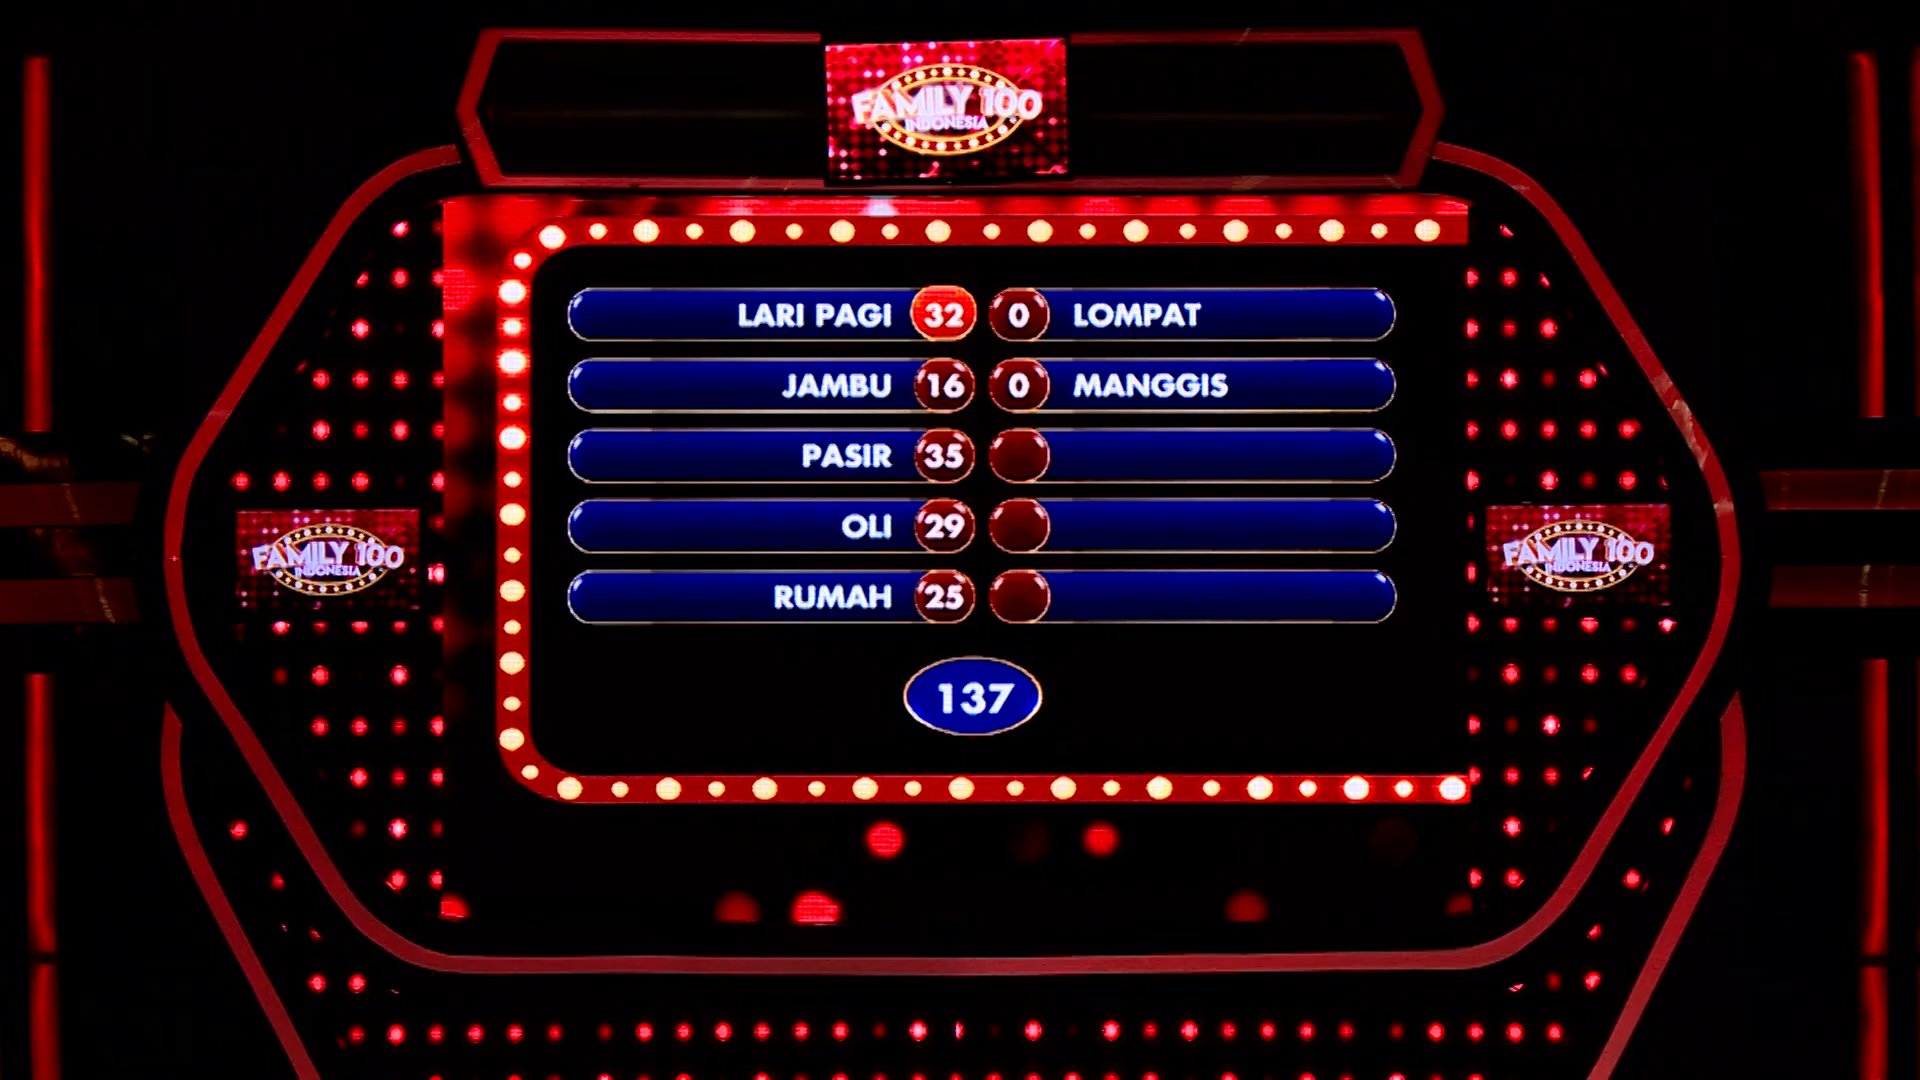 FAMILY 100
INDONESIA
LARI PAGI 32 0 LOMPAT
JAMBU 16 0 MANGGIS
PASIR 35
OLI 29
RUMAH 25
137
FAMILY 100
INDONESIA
FAMILY 100
INDONESIA